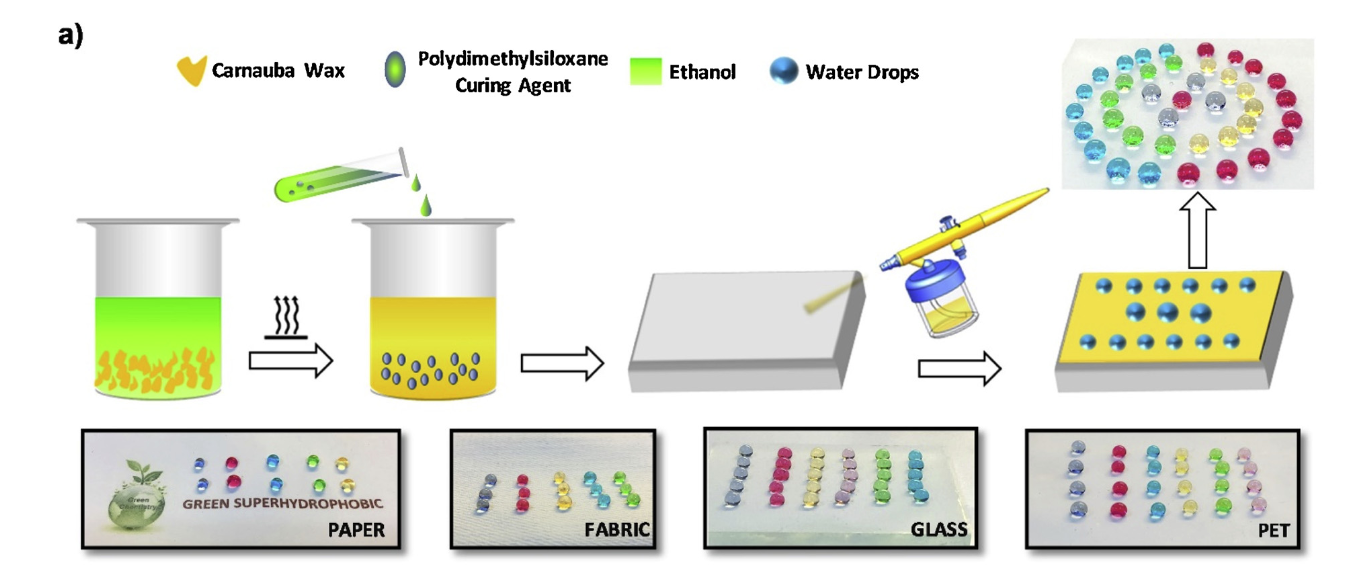 a)
Carnauba Wax
Polydimethylsiloxane
Curing Agent
Ethanol
Water Drops
Green
Chemistry
GREEN SUPERHYDROPHOBIC
PAPER
FABRIC
GLASS
PET